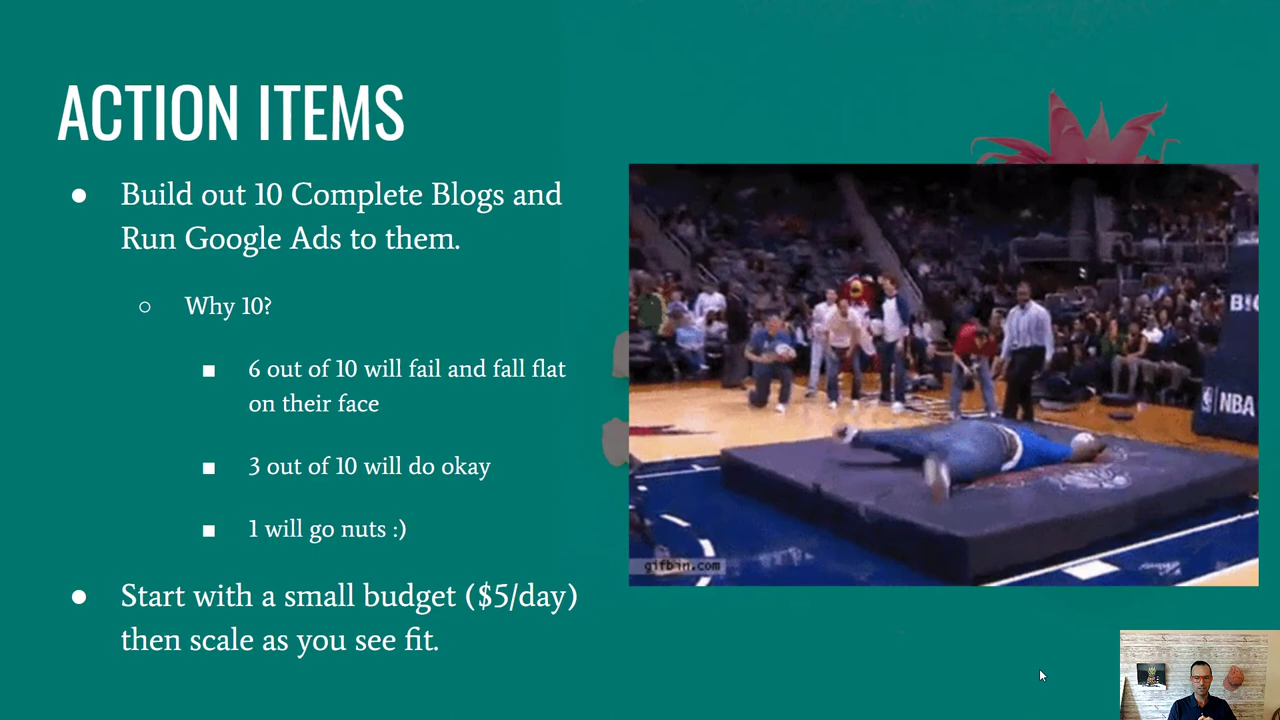 ACTION ITEMS
● Build out 10 Complete Blogs and
Run Google Ads to them.
○ Why 10?
■ 6 out of 10 will fail and fall flat
on their face
■ 3 out of 10 will do okay
■ 1 will go nuts :)
● Start with a small budget ($5/day)
then scale as you see fit.
NBA
gifbin.com